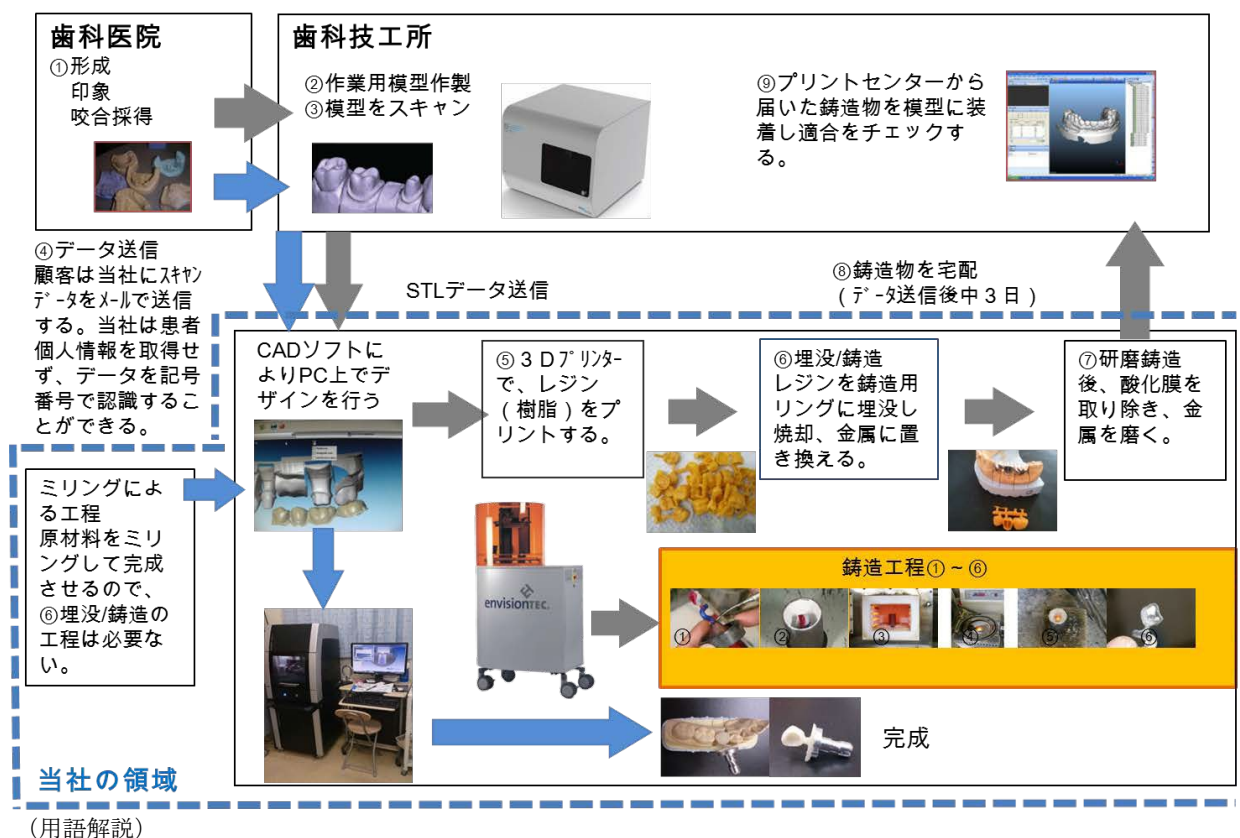 歯科医院
①形成
印象
咬合採得
歯科技工所
②作業用模型作製
③模型をスキャン
⑨プリントセンターから
届いた鋳造物を模型に装
着し適合をチェックす
る。
④データ送信
顧客は当社にｽｷｬﾝ
ﾃﾞｰﾀをﾒｰﾙで送信
する。当社は患者
個人情報を取得せ
ず、データを記号
番号で認識するこ
とができる。
STLデータ送信
⑧鋳造物を宅配
(ﾃﾞｰﾀ送信後中３日)
CADソフトに
よりPC上でデ
ザインを行う
⑤３Ｄﾌﾟﾘﾝﾀｰ
で、レジン
（樹脂）をプ
リントする。
⑥埋没/鋳造
レジンを鋳造用
リングに埋没し
焼却、金属に置
き換える。
⑦研磨鋳造
後、酸化膜を
取り除き、金
属を磨く。
ミリングによ
る工程
原材料をミリ
ングして完成
させるので、
⑥埋没/鋳造の
工程は必要な
い。
envisionTEC.
鋳造工程①~⑥
① ② ③ ④ ⑤ ⑥
完成
当社の領域
（用語解説）